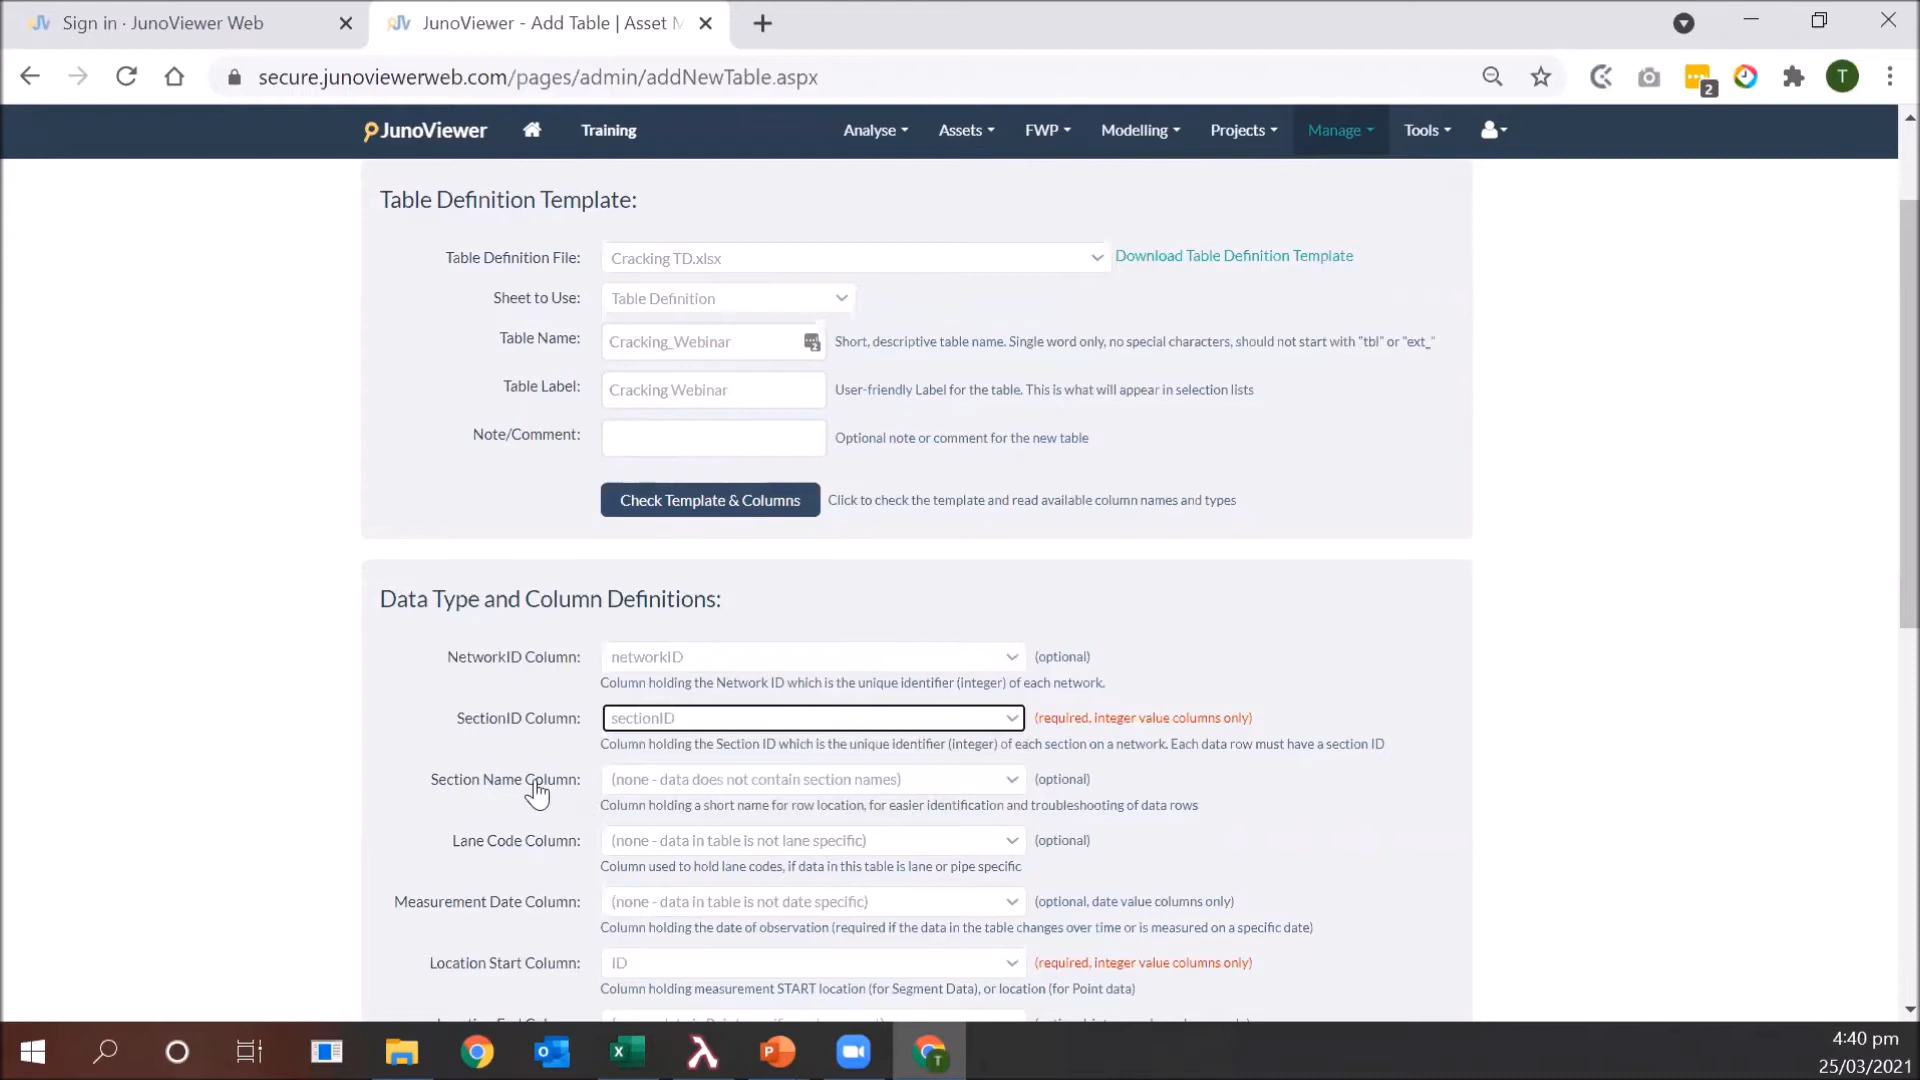 Sign in · JunoViewer Web
JunoViewer - Add Table | Asset M
secure.junoviewerweb.com/pages/admin/addNewTable.aspx
2
T
JunoViewer
Training
Analyse
Assets
FWP
Modelling
Projects
Manage
Tools
Table Definition Template:
Table Definition File: Cracking TD.xlsx Download Table Definition Template
Sheet to Use: Table Definition
Table Name: Cracking_Webinar Short, descriptive table name. Single word only, no special characters, should not start with "tbl" or "ext_"
Table Label: Cracking Webinar User-friendly Label for the table. This is what will appear in selection lists
Note/Comment: Optional note or comment for the new table
Check Template & Columns Click to check the template and read available column names and types
Data Type and Column Definitions:
NetworkID Column: networkID (optional)
Column holding the Network ID which is the unique identifier (integer) of each network.
SectionID Column: sectionID (required, integer value columns only)
Column holding the Section ID which is the unique identifier (integer) of each section on a network. Each data row must have a section ID
Section Name Column: (none - data does not contain section names) (optional)
Column holding a short name for row location, for easier identification and troubleshooting of data rows
Lane Code Column: (none - data in table is not lane specific) (optional)
Column used to hold lane codes, if data in this table is lane or pipe specific
Measurement Date Column: (none - data in table is not date specific) (optional, date value columns only)
Column holding the date of observation (required if the data in the table changes over time or is measured on a specific date)
Location Start Column: ID (required, integer value columns only)
Column holding measurement START location (for Segment Data), or location (for Point data)
4:40 pm
25/03/2021